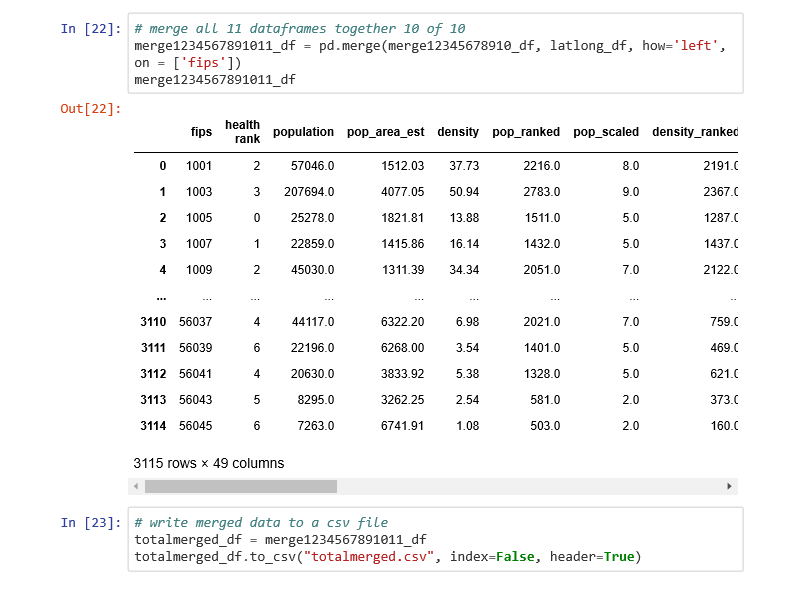 In [22]: # merge all 11 dataframes together 10 of 10
merge1234567891011_df = pd.merge(merge12345678910_df, latlong_df, how='left',
on = ['fips'])
merge1234567891011_df
Out[22]:
fips health rank population pop_area_est density pop_ranked pop_scaled density_ranked
0 1001 2 57046.0 1512.03 37.73 2216.0 8.0 2191.0
1 1003 3 207694.0 4077.05 50.94 2783.0 9.0 2367.0
2 1005 0 25278.0 1821.81 13.88 1511.0 5.0 1287.0
3 1007 1 22859.0 1415.86 16.14 1432.0 5.0 1437.0
4 1009 2 45030.0 1311.39 34.34 2051.0 7.0 2122.0
... ... ... ... ... ... ... ... ..
3110 56037 4 44117.0 6322.20 6.98 2021.0 7.0 759.0
3111 56039 6 22196.0 6268.00 3.54 1401.0 5.0 469.0
3112 56041 4 20630.0 3833.92 5.38 1328.0 5.0 621.0
3113 56043 5 8295.0 3262.25 2.54 581.0 2.0 373.0
3114 56045 6 7263.0 6741.91 1.08 503.0 2.0 160.0
3115 rows × 49 columns
In [23]: # write merged data to a csv file
totalmerged_df = merge1234567891011_df
totalmerged_df.to_csv("totalmerged.csv", index=False, header=True)